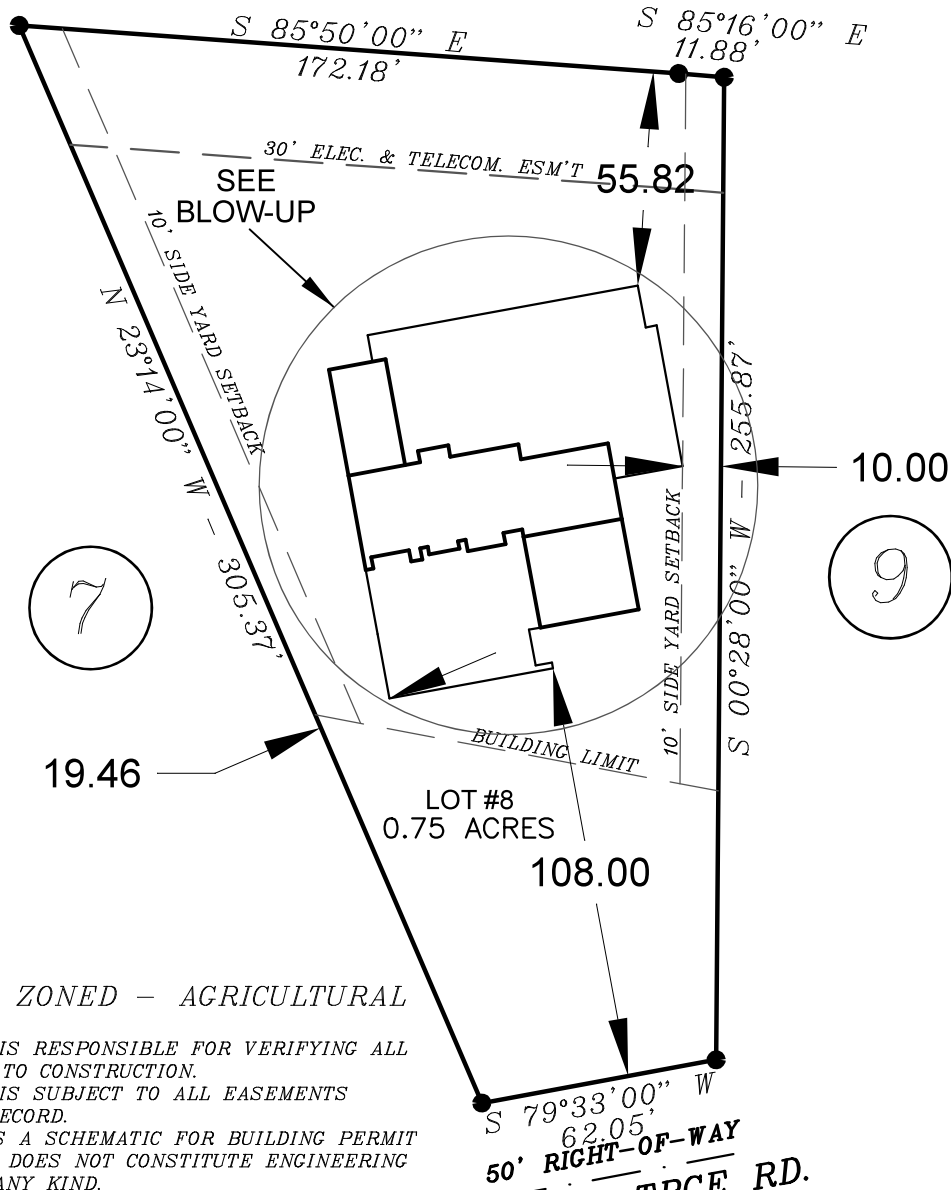 S 85°50'00" E
172.18'
S 85°16'00" E
11.88'
30' ELEC. & TELECOM. ESM'T
55.82
SEE
BLOW-UP
10' SIDE YARD SETBACK
N 23°14'00" W - 305.37'
S 00°28'00" W - 255.87'
10.00
7
9
10' SIDE YARD SETBACK
BUILDING LIMIT
19.46
LOT #8
0.75 ACRES
108.00
ZONED - AGRICULTURAL
IS RESPONSIBLE FOR VERIFYING ALL
TO CONSTRUCTION.
IS SUBJECT TO ALL EASEMENTS
ECORD.
S A SCHEMATIC FOR BUILDING PERMIT
DOES NOT CONSTITUTE ENGINEERING
ANY KIND.
S 79°33'00" W
62.05'
50' RIGHT-OF-WAY
RD.